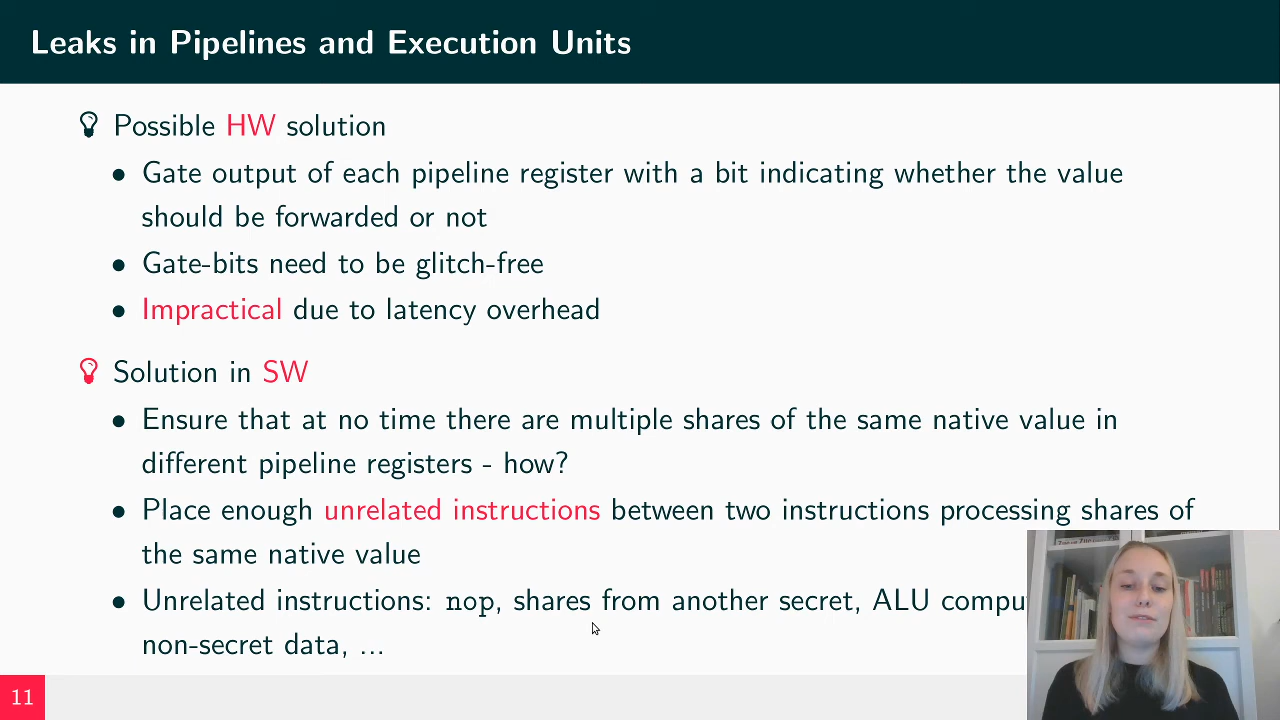 Leaks in Pipelines and Execution Units
Possible HW solution
• Gate output of each pipeline register with a bit indicating whether the value
should be forwarded or not
• Gate-bits need to be glitch-free
• Impractical due to latency overhead
Solution in SW
• Ensure that at no time there are multiple shares of the same native value in
different pipeline registers - how?
• Place enough unrelated instructions between two instructions processing shares of
the same native value
• Unrelated instructions: nop, shares from another secret, ALU
non-secret data, ...
11